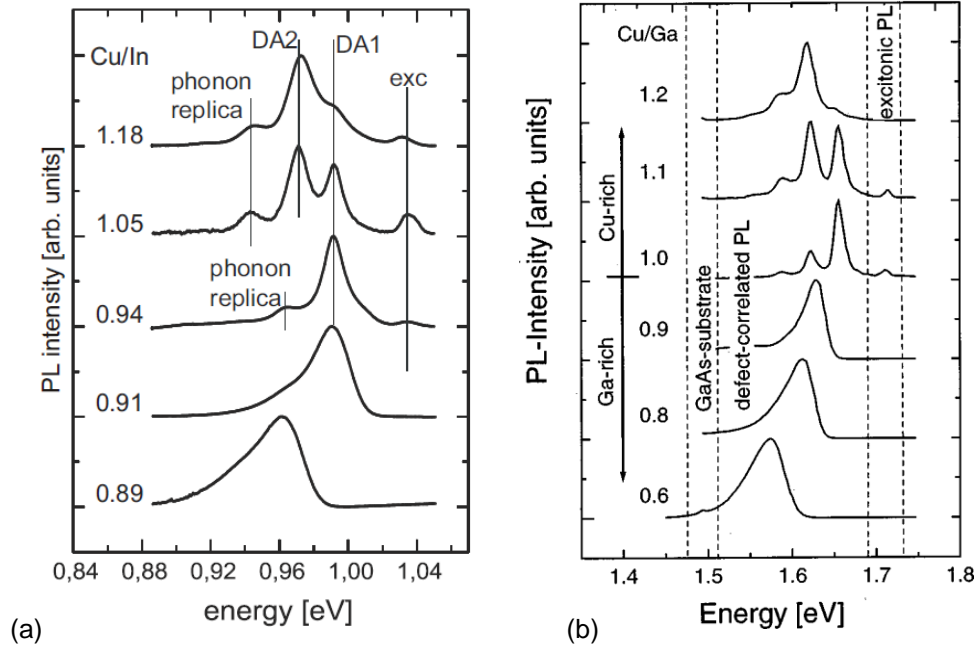 Cu/In
DA2
DA1
phonon
replica
exc
1.18
1.05
phonon
replica
0.94
0.91
0.89
PL intensity [arb. units]
0,84
0,88
0,92
0,96
1,00
1,04
energy [eV]
(a)
Cu/Ga
1.2
1.1
1.0
0.9
0.8
0.6
Cu-rich
Ga-rich
GaAs-substrate
defect-correlated PL
excitonic PL
PL-Intensity [arb. units]
1.4
1.5
1.6
1.7
1.8
Energy [eV]
(b)